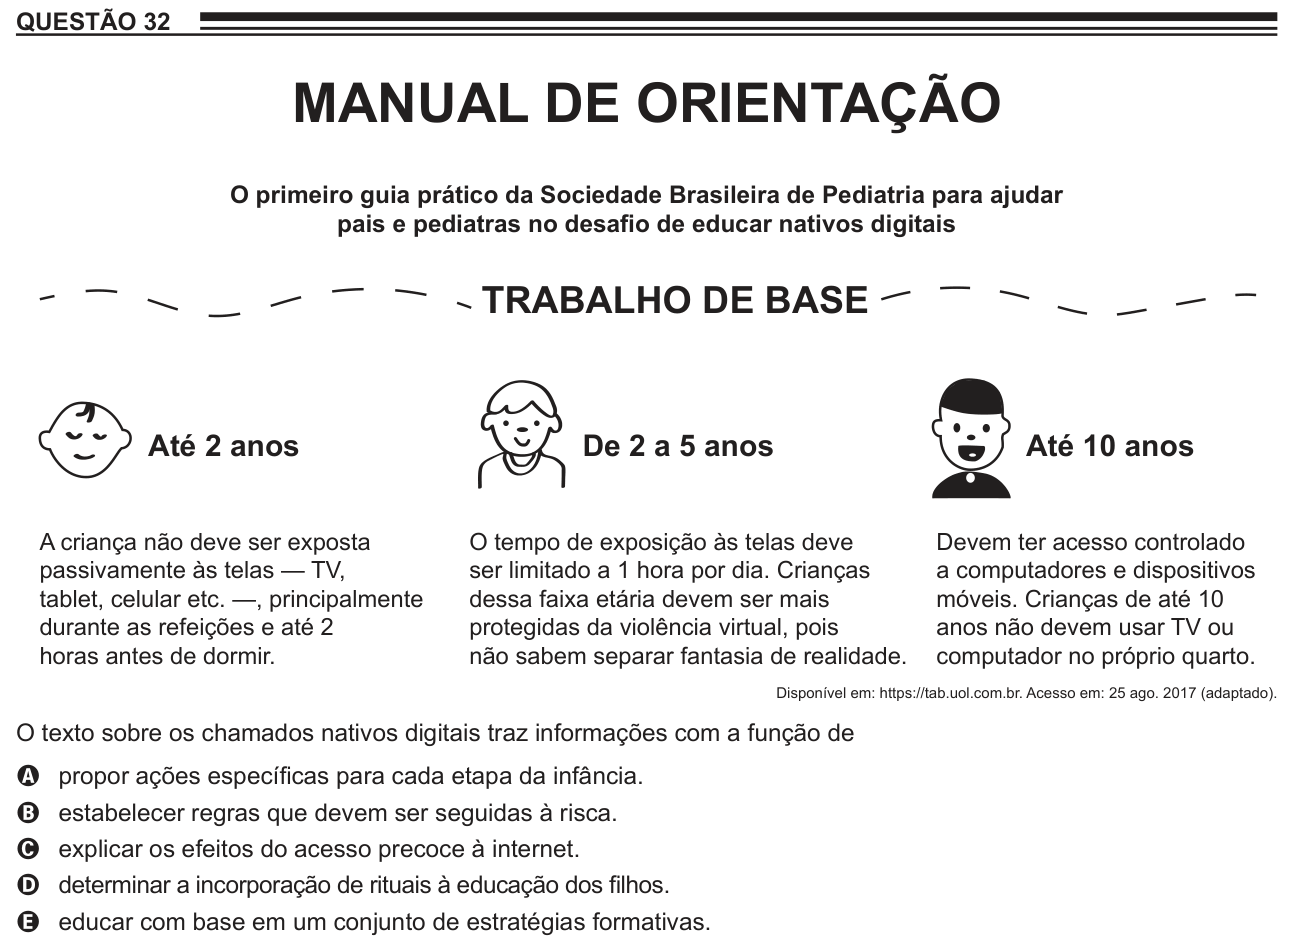 QUESTÃO 32
MANUAL DE ORIENTAÇÃO
O primeiro guia prático da Sociedade Brasileira de Pediatria para ajudar
pais e pediatras no desafio de educar nativos digitais
TRABALHO DE BASE
Até 2 anos
A criança não deve ser exposta
passivamente às telas — TV,
tablet, celular etc. —, principalmente
durante as refeições e até 2
horas antes de dormir.
De 2 a 5 anos
O tempo de exposição às telas deve
ser limitado a 1 hora por dia. Crianças
dessa faixa etária devem ser mais
protegidas da violência virtual, pois
não sabem separar fantasia de realidade.
Até 10 anos
Devem ter acesso controlado
a computadores e dispositivos
móveis. Crianças de até 10
anos não devem usar TV ou
computador no próprio quarto.
Disponível em: https://tab.uol.com.br. Acesso em: 25 ago. 2017 (adaptado).
O texto sobre os chamados nativos digitais traz informações com a função de
A propor ações específicas para cada etapa da infância.
B estabelecer regras que devem ser seguidas à risca.
C explicar os efeitos do acesso precoce à internet.
D determinar a incorporação de rituais à educação dos filhos.
E educar com base em um conjunto de estratégias formativas.